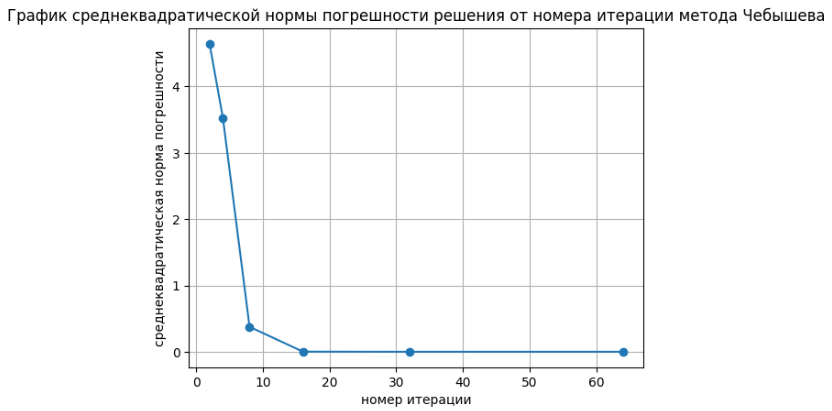 График среднеквадратической нормы погрешности решения от номера итерации метода Чебышева
среднеквадратическая норма погрешности
4
3
2
1
0
0 10 20 30 40 50 60
номер итерации